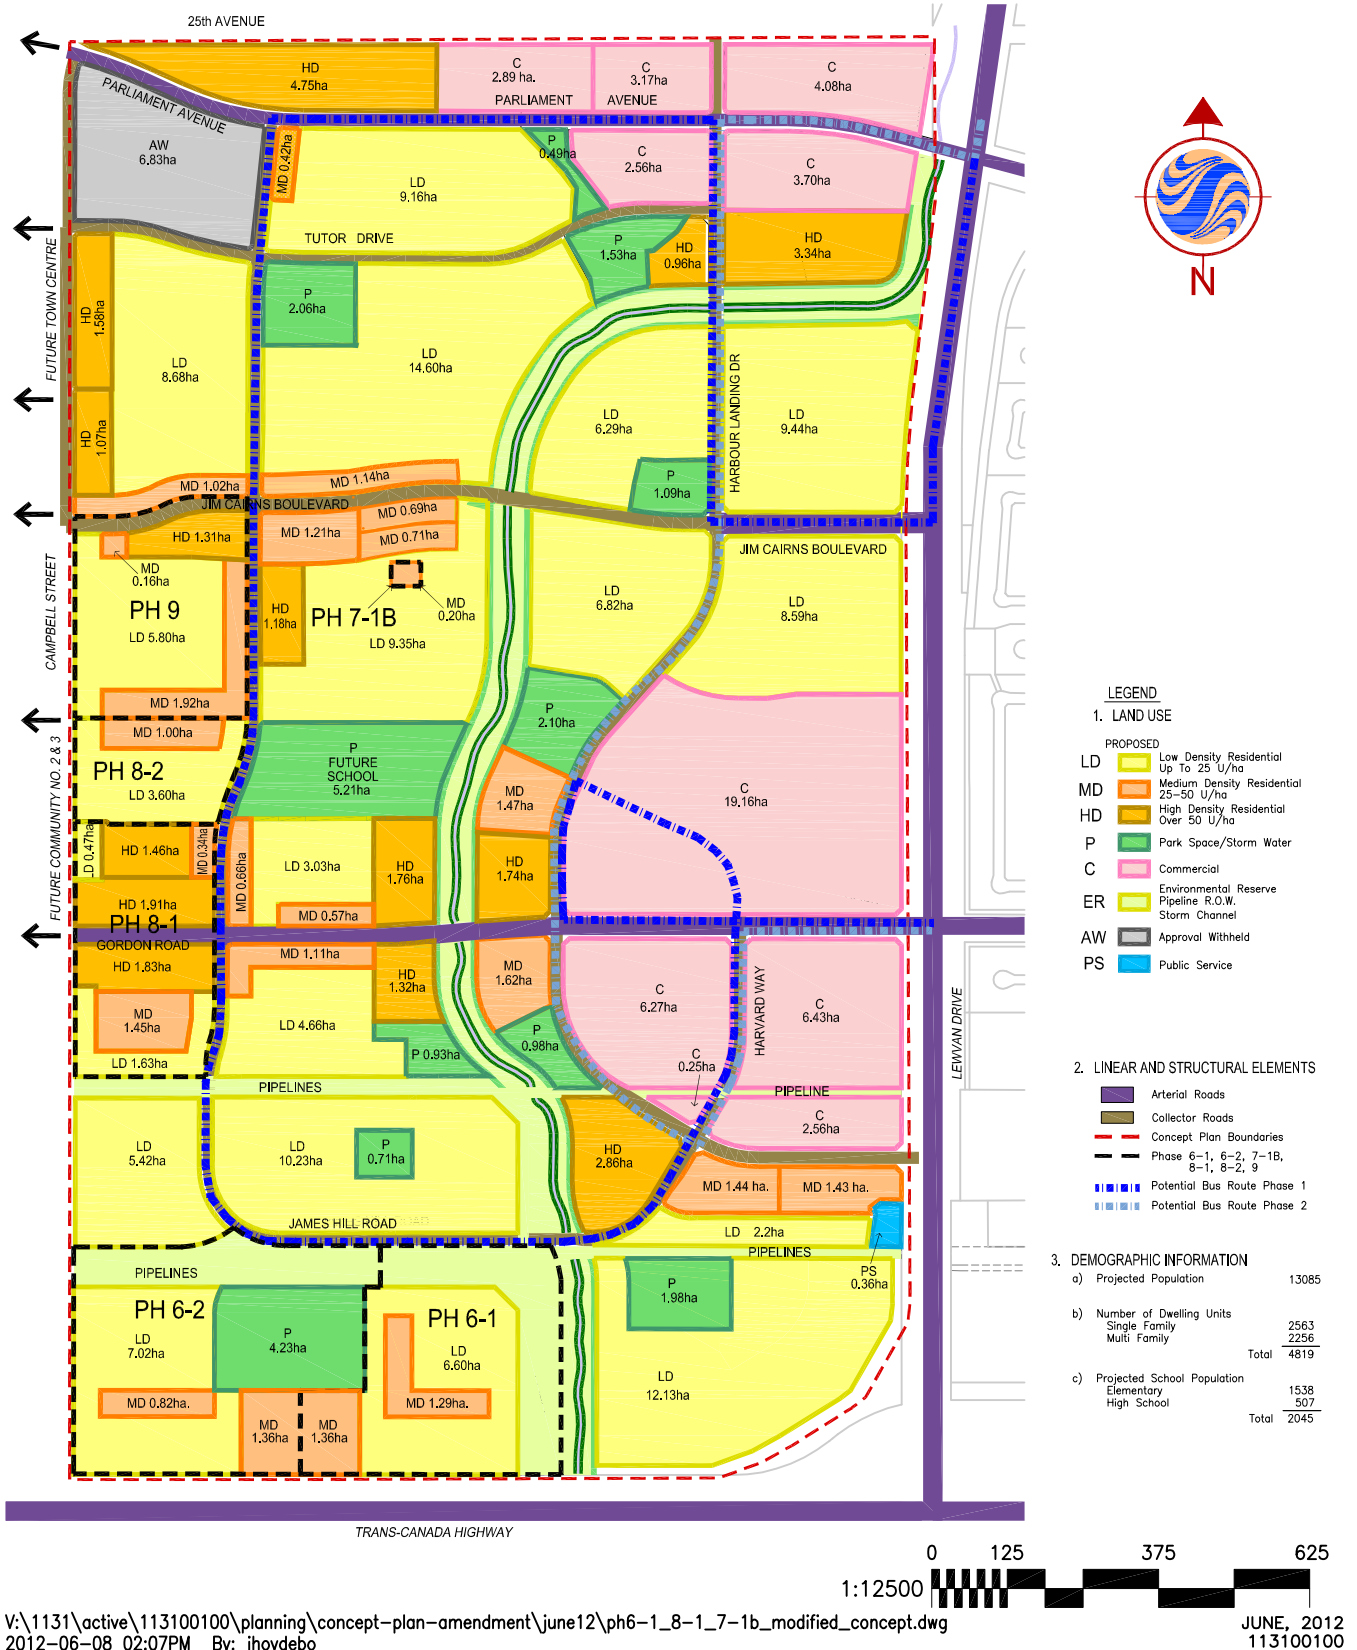 25th AVENUE
HD
4.75ha
C
2.89 ha.
C
3.17ha
C
4.08ha
PARLIAMENT AVENUE
PARLIAMENT AVENUE
AW
6.83ha
MD 0.42ha
LD
9.16ha
P
0.49ha
C
2.56ha
C
3.70ha
TUTOR DRIVE
P
1.53ha
HD
0.96ha
HD
3.34ha
N
FUTURE TOWN CENTRE
HD
1.58ha
P
2.06ha
LD
8.68ha
LD
14.60ha
HARBOUR LANDING DR
LD
6.29ha
LD
9.44ha
HD
1.07ha
P
1.09ha
MD 1.02ha
MD 1.14ha
JIM CAIRNS BOULEVARD
MD 0.69ha
HD 1.31ha
MD 1.21ha
MD 0.71ha
JIM CAIRNS BOULEVARD
CAMPBELL STREET
MD
0.16ha
PH 9
LD 5.80ha
HD
1.18ha
PH 7-1B
MD
0.20ha
LD 9.35ha
LD
6.82ha
LD
8.59ha
MD 1.92ha
MD 1.00ha
P
2.10ha
FUTURE COMMUNITY NO. 2 & 3
PH 8-2
LD 3.60ha
P
FUTURE
SCHOOL
5.21ha
MD
1.47ha
C
19.16ha
LD 0.47ha
HD 1.46ha
MD 0.34ha
MD 0.66ha
LD 3.03ha
HD
1.76ha
HD
1.74ha
HD 1.91ha
PH 8-1
MD 0.57ha
GORDON ROAD
HD 1.83ha
MD 1.11ha
HD
1.32ha
MD
1.62ha
C
6.27ha
HARVARD WAY
C
6.43ha
LEWVAN DRIVE
MD
1.45ha
LD 4.66ha
P 0.93ha
P
0.98ha
C
0.25ha
LD 1.63ha
PIPELINES
PIPELINE
C
2.56ha
LD
5.42ha
LD
10.23ha
P
0.71ha
HD
2.86ha
MD 1.44 ha.
MD 1.43 ha.
JAMES HILL ROAD
LD 2.2ha
PIPELINES
PS
0.36ha
PIPELINES
PH 6-2
LD
7.02ha
P
4.23ha
PH 6-1
LD
6.60ha
P
1.98ha
LD
12.13ha
MD 0.82ha.
MD
1.36ha
MD
1.36ha
MD 1.29ha.
TRANS-CANADA HIGHWAY
LEGEND
1. LAND USE
PROPOSED
LD Low Density Residential
Up To 25 U/ha
MD Medium Density Residential
25-50 U/ha
HD High Density Residential
Over 50 U/ha
P Park Space/Storm Water
C Commercial
ER Environmental Reserve
Pipeline R.O.W.
Storm Channel
AW Approval Withheld
PS Public Service
2. LINEAR AND STRUCTURAL ELEMENTS
Arterial Roads
Collector Roads
Concept Plan Boundaries
Phase 6-1, 6-2, 7-1B,
8-1, 8-2, 9
Potential Bus Route Phase 1
Potential Bus Route Phase 2
3. DEMOGRAPHIC INFORMATION
a) Projected Population 13085
b) Number of Dwelling Units
Single Family 2563
Multi Family 2256
Total 4819
c) Projected School Population
Elementary 1538
High School 507
Total 2045
0 125 375 625
1:12500
V:\1131\active\113100100\planning\concept-plan-amendment\june12\ph6-1_8-1_7-1b_modified_concept.dwg
2012-06-08 02:07PM By: ihoydebo
JUNE, 2012
113100100